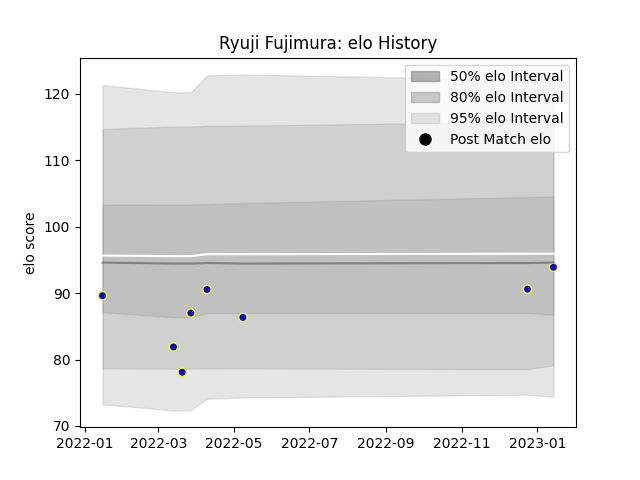 Ryuji Fujimura: elo History
50% elo Interval
80% elo Interval
95% elo Interval
Post Match elo
elo score
120
110
100
90
80
70
2022-01
2022-03
2022-05
2022-07
2022-09
2022-11
2023-01